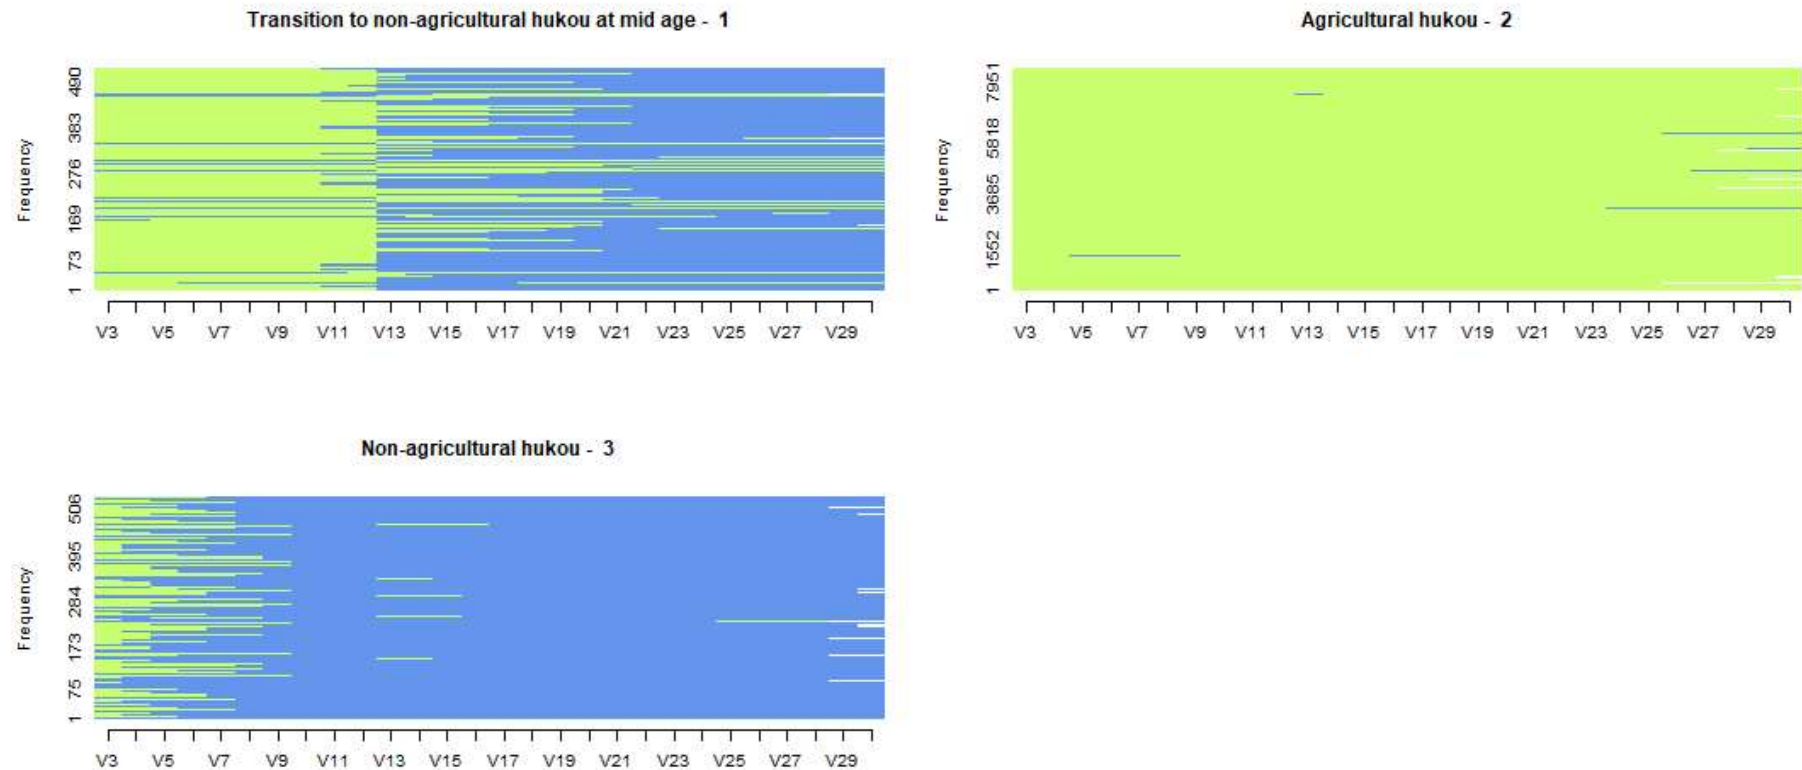 Transition to non-agricultural hukou at mid age - 1
Frequency
490
383
276
169
73
1
V3 V5 V7 V9 V11 V13 V15 V17 V19 V21 V23 V25 V27 V29
Agricultural hukou - 2
Frequency
7951
5818
3685
1552
1
V3 V5 V7 V9 V11 V13 V15 V17 V19 V21 V23 V25 V27 V29
Non-agricultural hukou - 3
Frequency
506
395
284
173
75
1
V3 V5 V7 V9 V11 V13 V15 V17 V19 V21 V23 V25 V27 V29